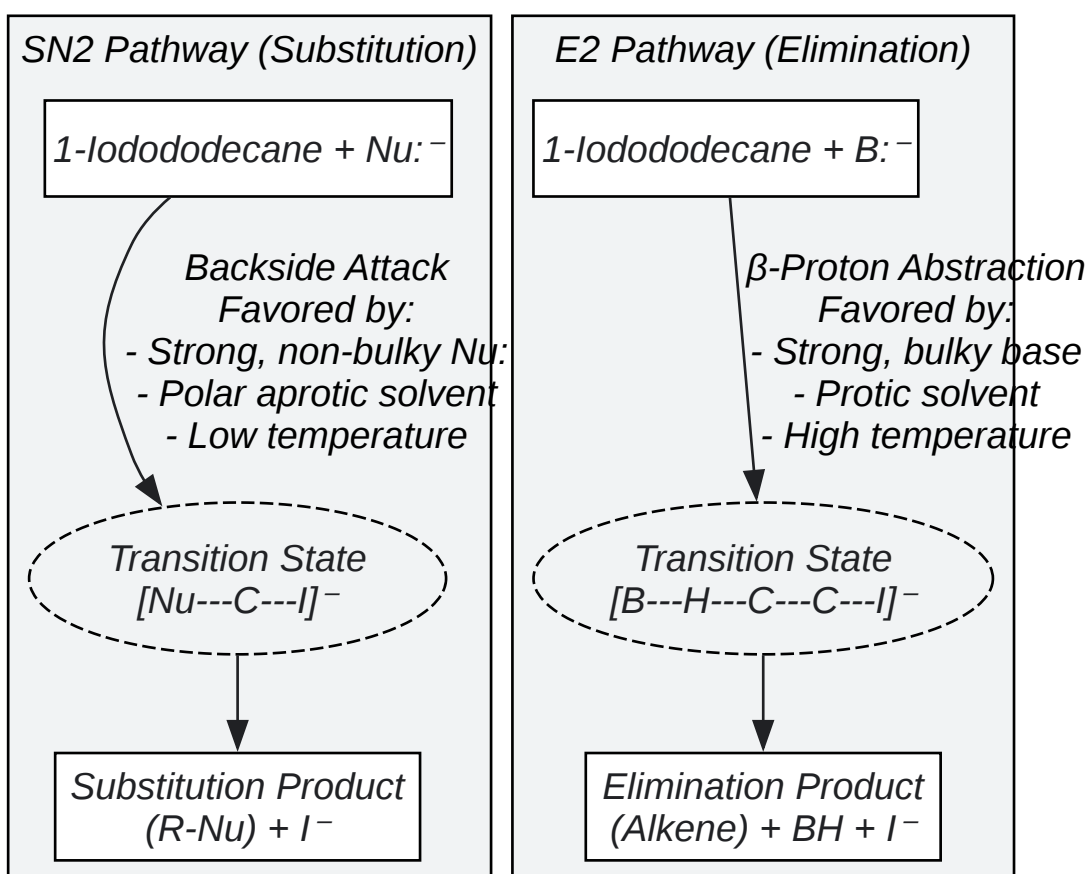 SN2 Pathway (Substitution)
1-Iodododecane + Nu:⁻
Backside Attack
Favored by:
- Strong, non-bulky Nu:
- Polar aprotic solvent
- Low temperature
Transition State
[Nu---C---I]⁻
Substitution Product
(R-Nu) + I⁻
E2 Pathway (Elimination)
1-Iodododecane + B:⁻
β-Proton Abstraction
Favored by:
- Strong, bulky base
- Protic solvent
- High temperature
Transition State
[B---H---C---C---I]⁻
Elimination Product
(Alkene) + BH + I⁻